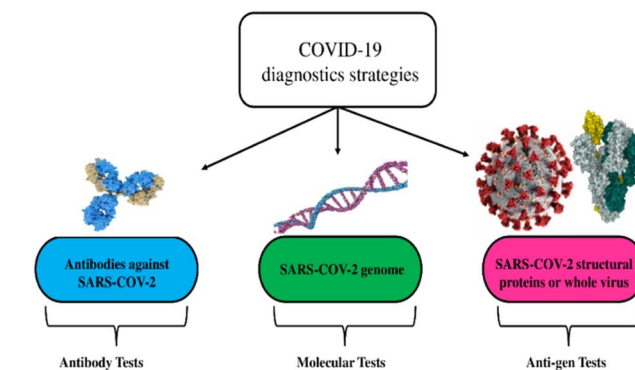 COVID-19
diagnostics strategies
Antibodies against
SARS-COV-2
SARS-COV-2 genome
SARS-COV-2 structural
proteins or whole virus
Antibody Tests
Molecular Tests
Anti-gen Tests